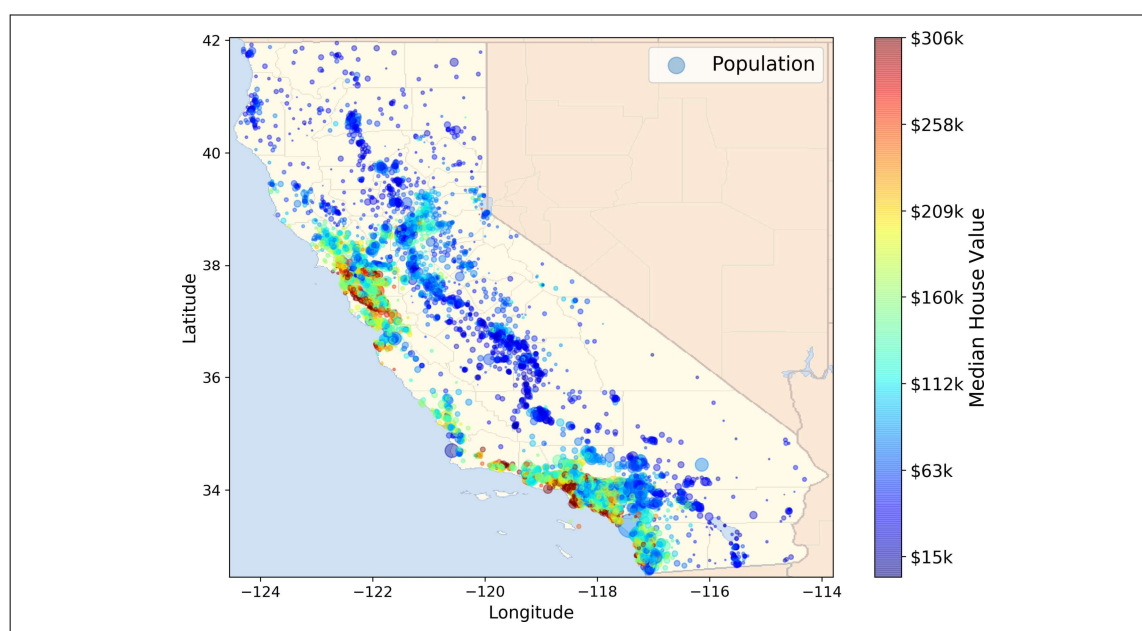 42
40
38
36
34
−124
−122
−120
−118
−116
−114
Latitude
Longitude
Population
$306k
$258k
$209k
$160k
$112k
$63k
$15k
Median House Value